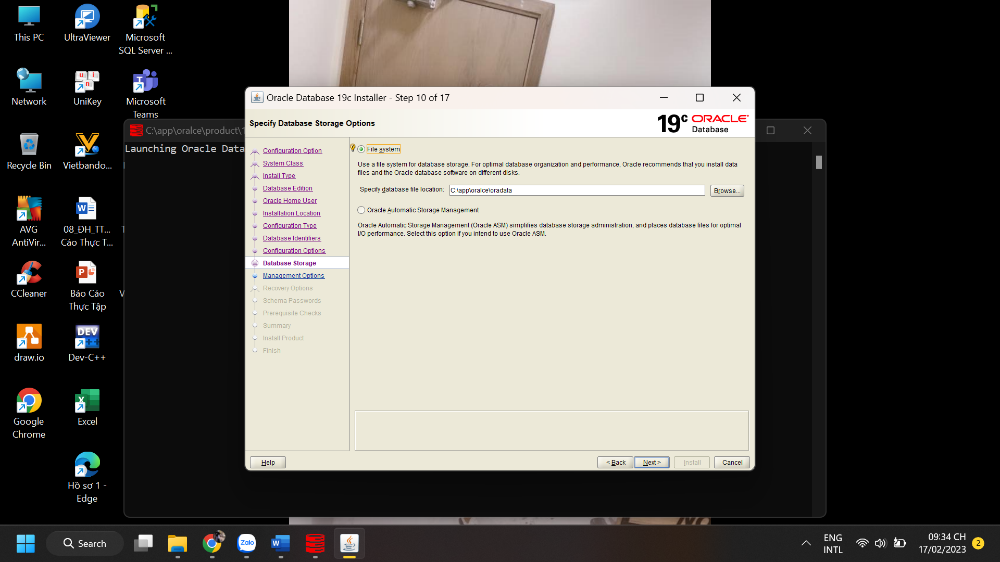 This PC
UltraViewer
Microsoft
SQL Server ...
Network
UniKey
Microsoft
Teams
Recycle Bin
Vietbando...
AVG
AntiVir...
08_ĐH_TT...
Cáo Thực T...
CCleaner
Báo Cáo
Thực Tập
draw.io
DEV
Dev-C++
Google
Chrome
Excel
Hồ sơ 1 -
Edge
C:\app\oralce\product\1
Launching Oracle Data
Oracle Database 19c Installer - Step 10 of 17
Specify Database Storage Options
19c ORACLE
Database
Configuration Option
System Class
Install Type
Database Edition
Oracle Home User
Installation Location
Configuration Type
Database Identifiers
Configuration Options
Database Storage
Management Options
Recovery Options
Schema Passwords
Prerequisite Checks
Summary
Install Product
Finish
File system
Use a file system for database storage. For optimal database organization and performance, Oracle recommends that you install data
files and the Oracle database software on different disks.
Specify database file location: C:\app\oralce\oradata Browse...
Oracle Automatic Storage Management
Oracle Automatic Storage Management (Oracle ASM) simplifies database storage administration, and places database files for optimal
I/O performance. Select this option if you intend to use Oracle ASM.
Help
< Back
Next >
Install
Cancel
Search
Zalo
ENG
INTL
09:34 CH
17/02/2023
2